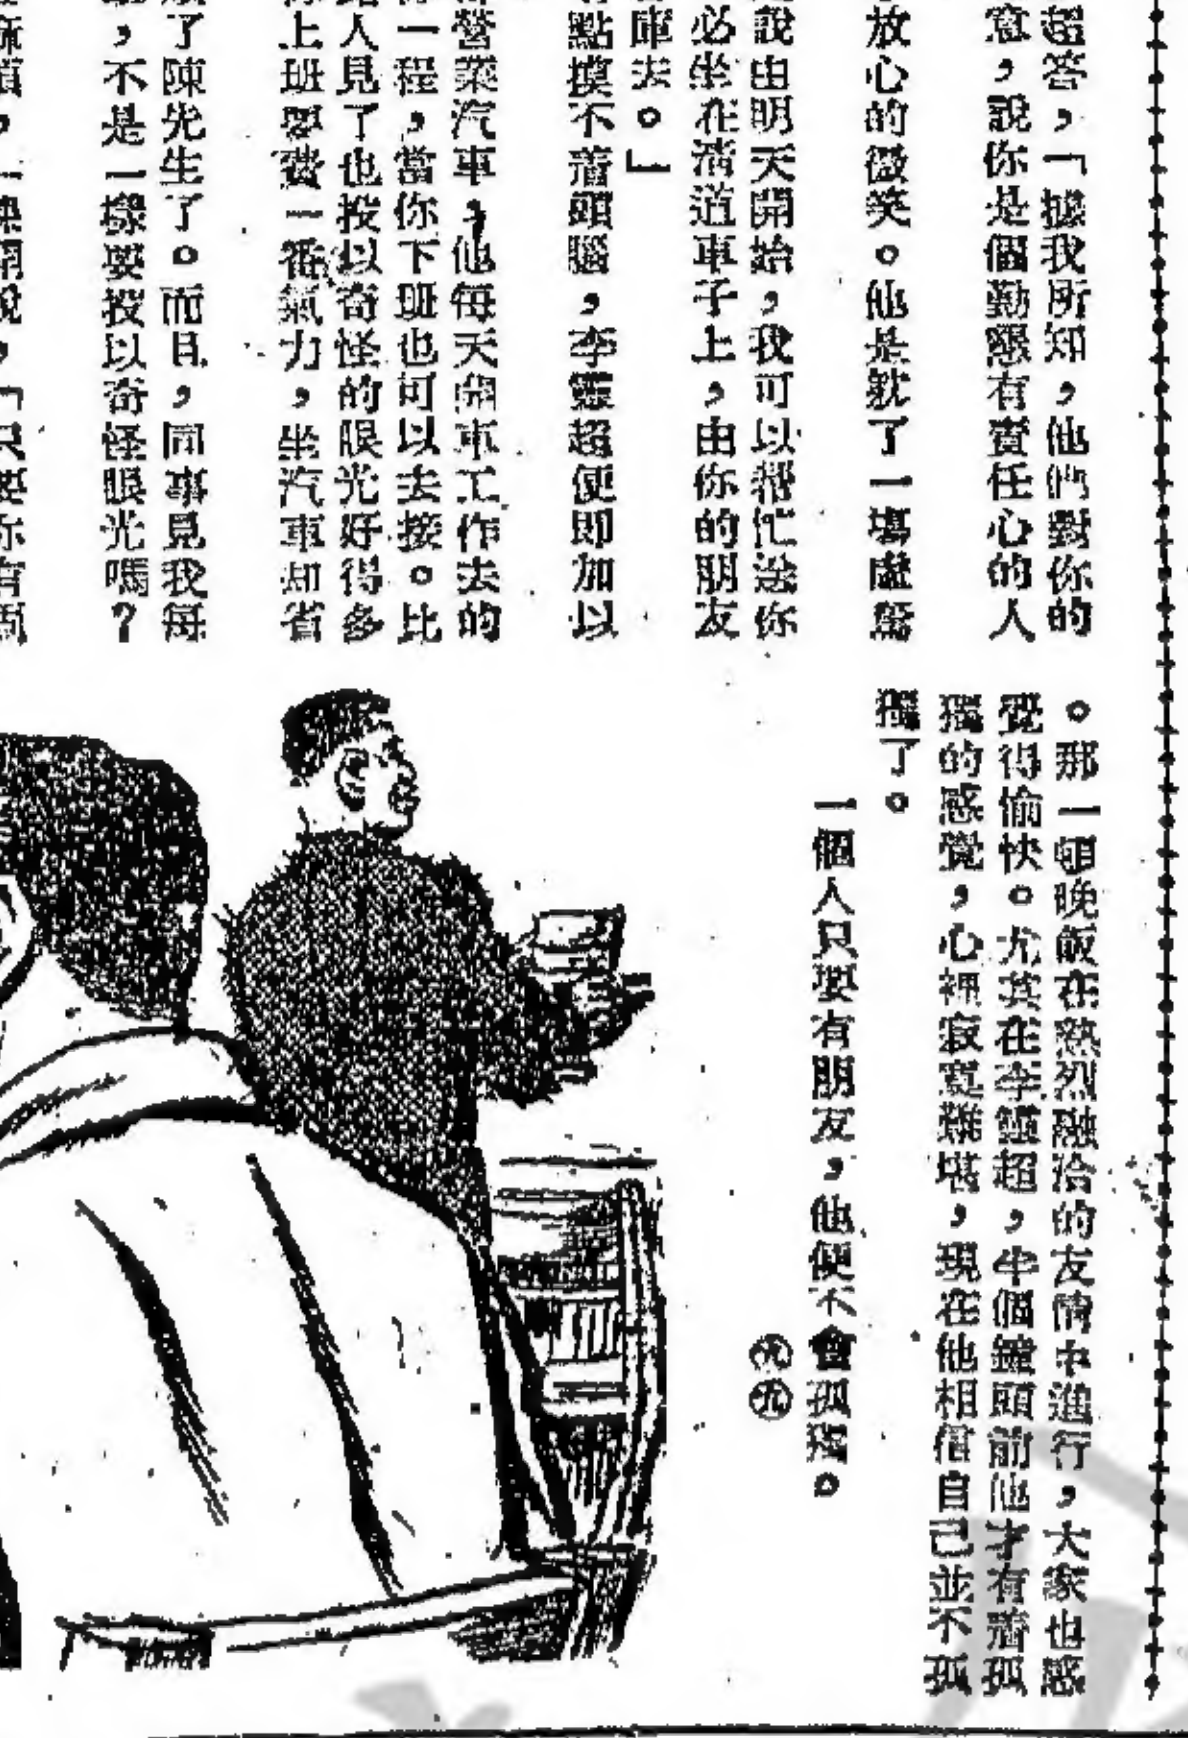 超答，「據我所知，他們對你的
意，說你是個勤懇有責任心的人
放心的微笑。他是就了一塲虛驚
說由明天開始，我可以幫忙送你
必坐在清道車子上，由你的朋友
庫去。」
點摸不着頭腦，李靈超便即加以
營業汽車，他每天開車工作去的
一程，當你下班也可以去接。比
人見了也投以奇怪的眼光好得多
上班要費一番氣力，坐汽車却省
了陳先生了。而且，同事見我每
，不是一樣要投以奇怪眼光嗎？
，「只要你有
。那一頓晚飯在熱烈融洽的友情中進行，大家也感
覺得愉快。尤其在李靈超，半個鐘頭前他才有着孤
獨的感覺，心裡寂寞難堪，現在他相信自己並不孤
獨了。
一個人只要有朋友，他便不會孤獨。
九